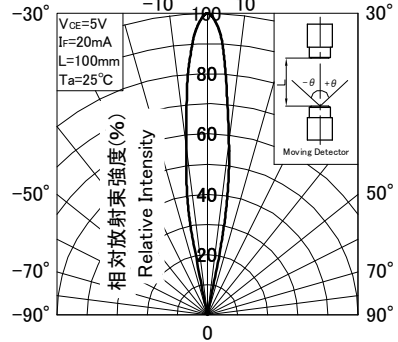 -10 10
-30° 100 30°
VCE=5V
IF=20mA
L=100mm
Ta=25℃
80
60
40
20
相対放射束強度(%)
Relative Intensity
L
-θ +θ
Moving Detector
-50° 50°
-70° 70°
-90° 90°
0